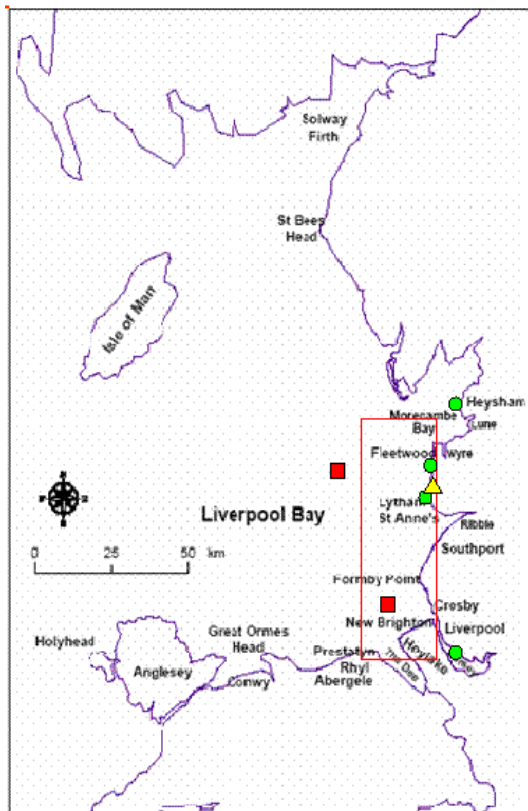 Solway
Firth
St Bees
Head
Isle of Man
Heysham
Morecambe
Bay
Lune
Fleetwood
Wyre
Lytham
St Anne's
Liverpool Bay
Ribble
Southport
0 25 50 km
Formby Point
Crosby
New Brighton
Liverpool
Great Ormes
Head
Holyhead
Prestatyn
Hoylake
The Dee
Rhyl
Anglesey
Conwy
Abergele